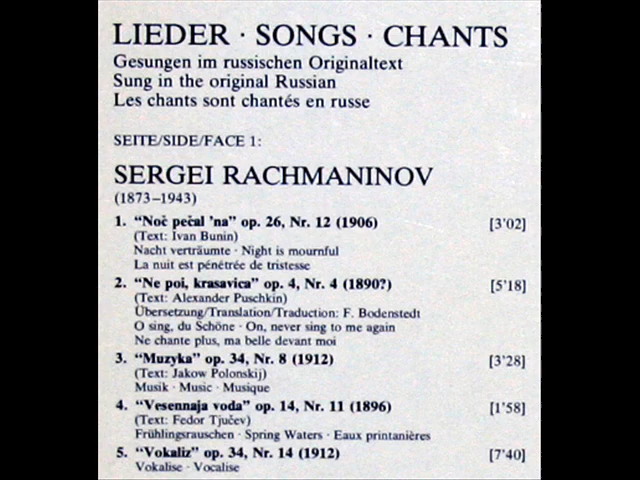 LIEDER · SONGS · CHANTS
Gesungen im russischen Originaltext
Sung in the original Russian
Les chants sont chantés en russe
SEITE/SIDE/FACE 1:
SERGEI RACHMANINOV
(1873–1943)
1. “Noč pečal 'na” op. 26, Nr. 12 (1906) [3'02]
(Text: Ivan Bunin)
Nacht verträumte · Night is mournful
La nuit est pénétrée de tristesse
2. “Ne poi, krasavica” op. 4, Nr. 4 (1890?) [5'18]
(Text: Alexander Puschkin)
Übersetzung/Translation/Traduction: F. Bodenstedt
O sing, du Schöne · On, never sing to me again
Ne chante plus, ma belle devant moi
3. “Muzyka” op. 34, Nr. 8 (1912) [3'28]
(Text: Jakow Polonskij)
Musik · Music · Musique
4. “Vesennaja voda” op. 14, Nr. 11 (1896) [1'58]
(Text: Fedor Tjučev)
Frühlingsrauschen · Spring Waters · Eaux printanières
5. “Vokaliz” op. 34, Nr. 14 (1912) [7'40]
Vokalise · Vocalise